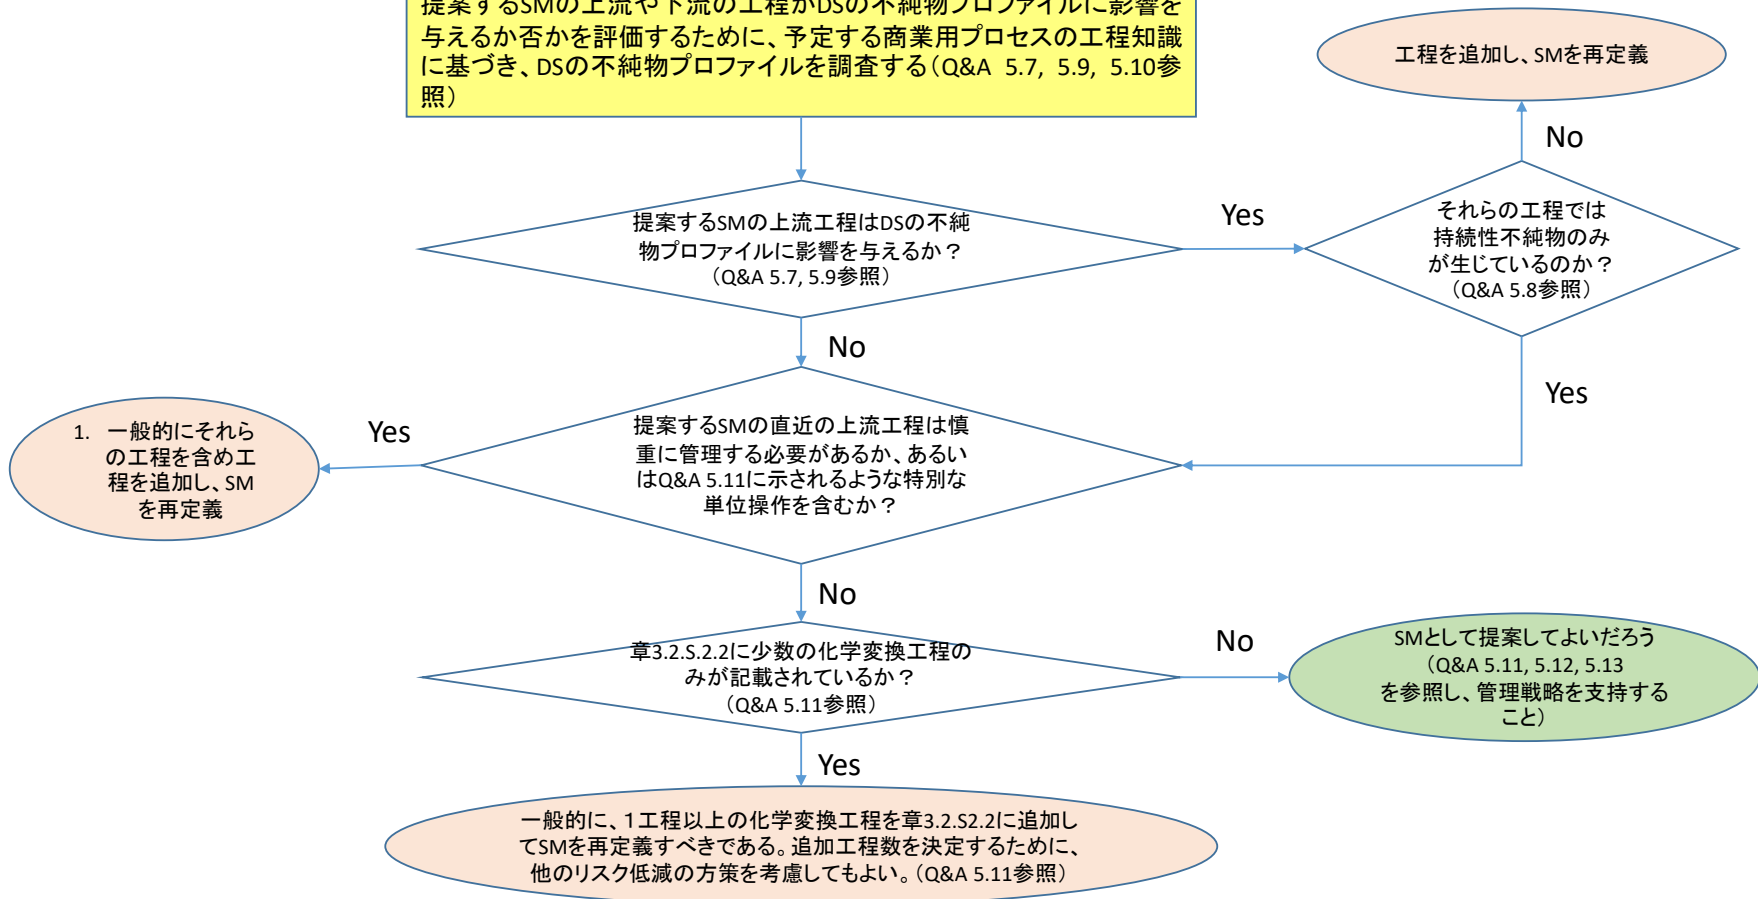 提案するSMの上流や下流の工程がDSの不純物プロファイルに影響を
与えるか否かを評価するために、予定する商業用プロセスの工程知識
に基づき、DSの不純物プロファイルを調査する（Q&A 5.7, 5.9, 5.10参
照）
工程を追加し、SMを再定義
No
提案するSMの上流工程はDSの不純
物プロファイルに影響を与えるか？
（Q&A 5.7, 5.9参照）
Yes
それらの工程では
持続性不純物のみ
が生じているのか？
（Q&A 5.8参照）
No
Yes
1. 一般的にそれら
の工程を含め工
程を追加し、SM
を再定義
Yes
提案するSMの直近の上流工程は慎
重に管理する必要があるか、あるい
はQ&A 5.11に示されるような特別な
単位操作を含むか？
No
章3.2.S.2.2に少数の化学変換工程の
みが記載されているか？
（Q&A 5.11参照）
No
SMとして提案してよいだろう
（Q&A 5.11, 5.12, 5.13
を参照し、管理戦略を支持する
こと）
Yes
一般的に、１工程以上の化学変換工程を章3.2.S2.2に追加し
てSMを再定義すべきである。追加工程数を決定するために、
他のリスク低減の方策を考慮してもよい。（Q&A 5.11参照）